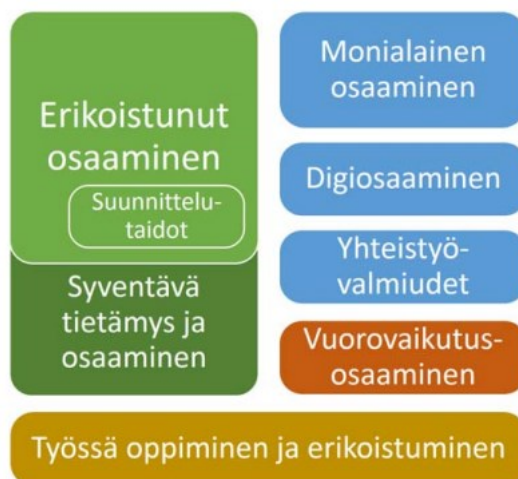 Erikoistunut
osaaminen
Suunnittelu-
taidot
Syventävä
tietämys ja
osaaminen
Monialainen
osaaminen
Digiosaaminen
Yhteistyö-
valmiudet
Vuorovaikutus-
osaaminen
Työssä oppiminen ja erikoistuminen